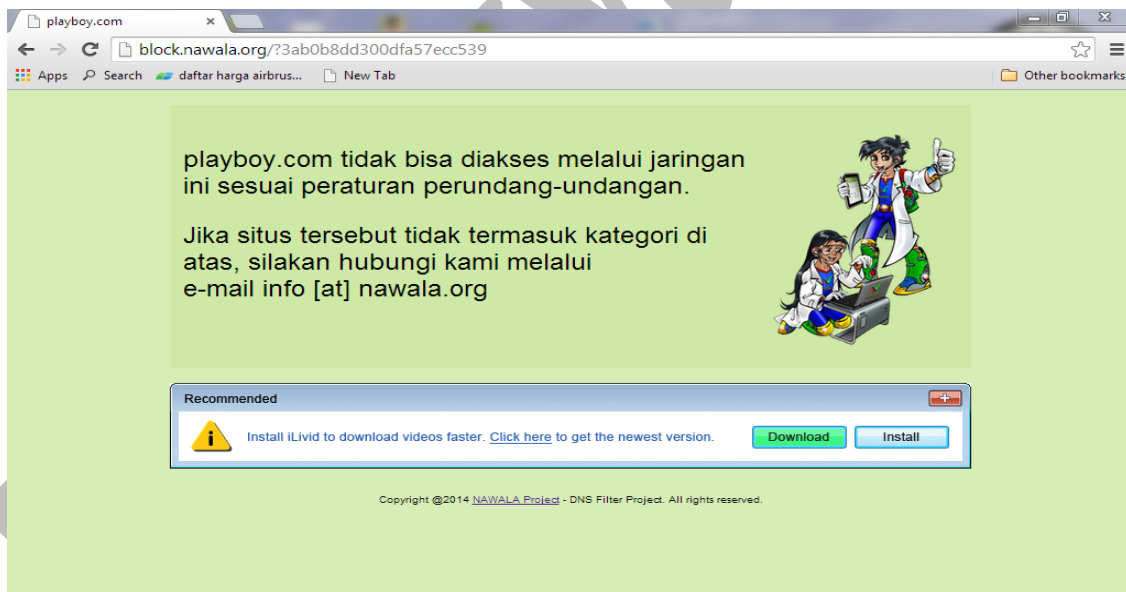 playboy.com
block.nawala.org/?3ab0b8dd300dfa57ecc539
Apps Search daftar harga airbrus... New Tab Other bookmarks
playboy.com tidak bisa diakses melalui jaringan
ini sesuai peraturan perundang-undangan.
Jika situs tersebut tidak termasuk kategori di
atas, silakan hubungi kami melalui
e-mail info [at] nawala.org
Recommended
Install iLivid to download videos faster. Click here to get the newest version. Download Install
Copyright @2014 NAWALA Project - DNS Filter Project. All rights reserved.